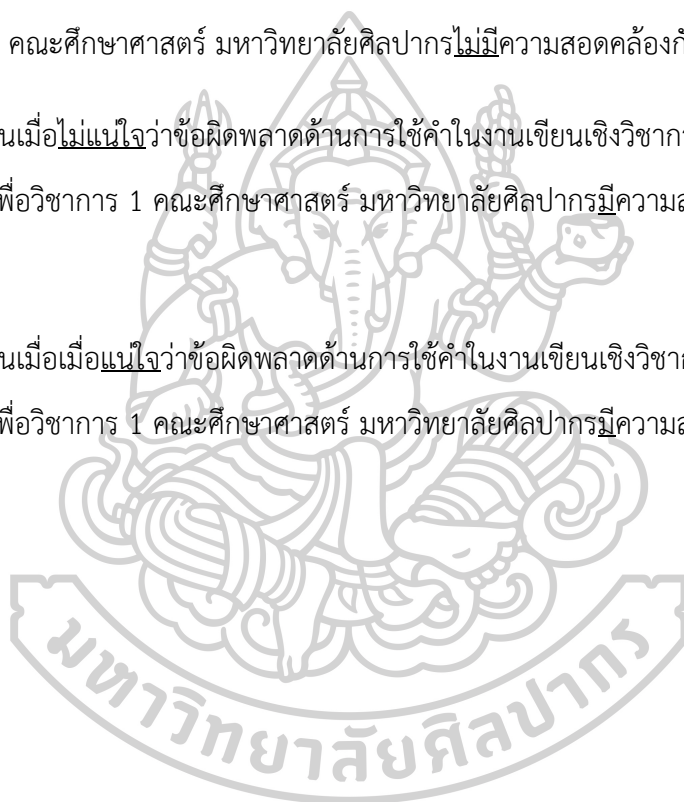 คณะศึกษาศาสตร์ มหาวิทยาลัยศิลปากรไม่มีความสอดคล้องกั
นเมื่อไม่แน่ใจว่าข้อผิดพลาดด้านการใช้คำในงานเขียนเชิงวิชาก
พื่อวิชาการ 1 คณะศึกษาศาสตร์ มหาวิทยาลัยศิลปากรมีความส
นเมื่อเมื่อแน่ใจว่าข้อผิดพลาดด้านการใช้คำในงานเขียนเชิงวิชาก
พื่อวิชาการ 1 คณะศึกษาศาสตร์ มหาวิทยาลัยศิลปากรมีความส
มหาวิทยาลัยศิลปากร